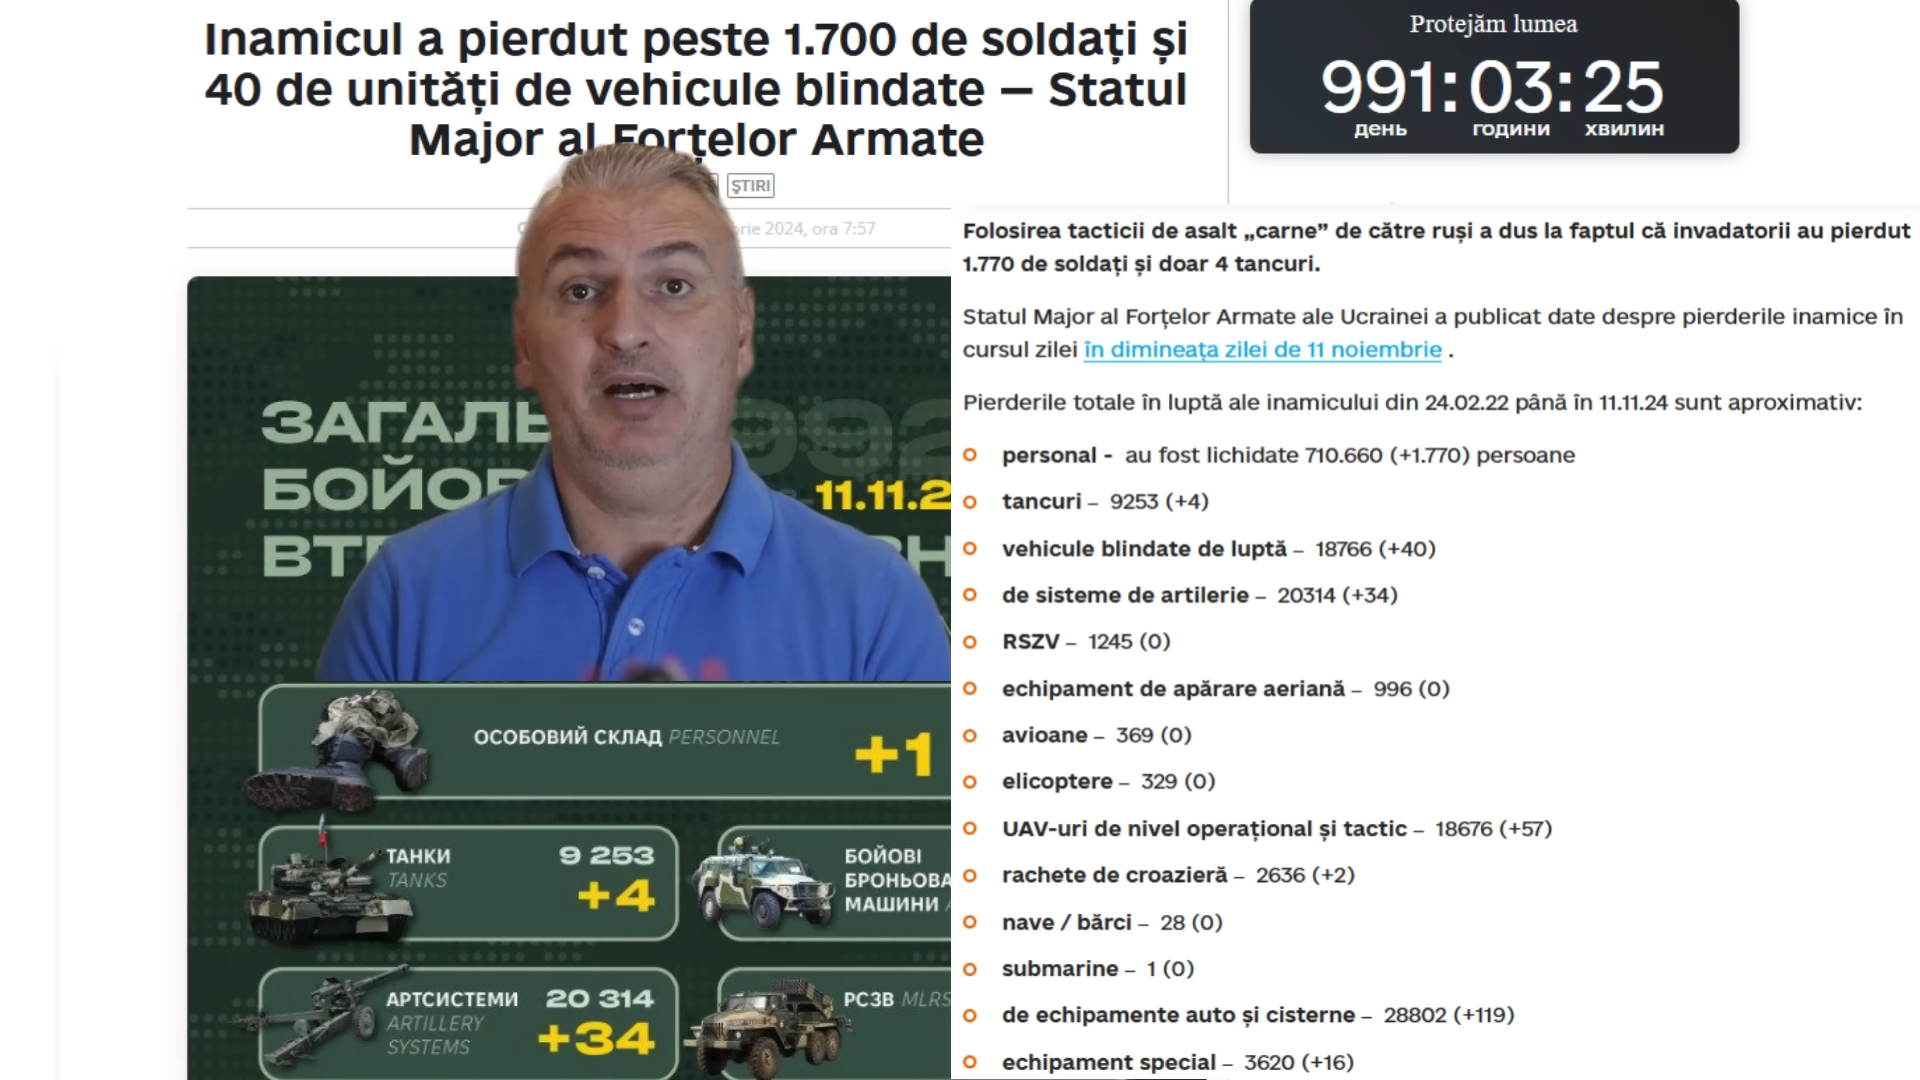 Inamicul a pierdut peste 1.700 de soldați și
40 de unități de vehicule blindate — Statul
Major al Forțelor Armate
ȘTIRI
2024, ora 7:57
Protejăm lumea
991:03:25
день години хвилин
Folosirea tacticii de asalt „carne” de către ruși a dus la faptul că invadatorii au pierdut
1.770 de soldați și doar 4 tancuri.
Statul Major al Forțelor Armate ale Ucrainei a publicat date despre pierderile inamice în
cursul zilei în dimineața zilei de 11 noiembrie .
Pierderile totale în luptă ale inamicului din 24.02.22 până în 11.11.24 sunt aproximativ:
personal - au fost lichidate 710.660 (+1.770) persoane
tancuri – 9253 (+4)
vehicule blindate de luptă – 18766 (+40)
de sisteme de artilerie – 20314 (+34)
RSZV – 1245 (0)
echipament de apărare aeriană – 996 (0)
avioane – 369 (0)
elicoptere – 329 (0)
UAV-uri de nivel operațional și tactic – 18676 (+57)
rachete de croazieră – 2636 (+2)
nave / bărci – 28 (0)
submarine – 1 (0)
de echipamente auto și cisterne – 28802 (+119)
echipament special – 3620 (+16)
ЗАГАЛЬ
БОЙОВ
11.11.2
ВТ
ОСОБОВИЙ СКЛАД PERSONNEL
+1
ТАНКИ 9 253
TANKS +4
БОЙОВІ
БРОНЬОВА
МАШИНИ
АРТСИСТЕМИ 20 314
ARTILLERY
SYSTEMS +34
РСЗВ MLRS